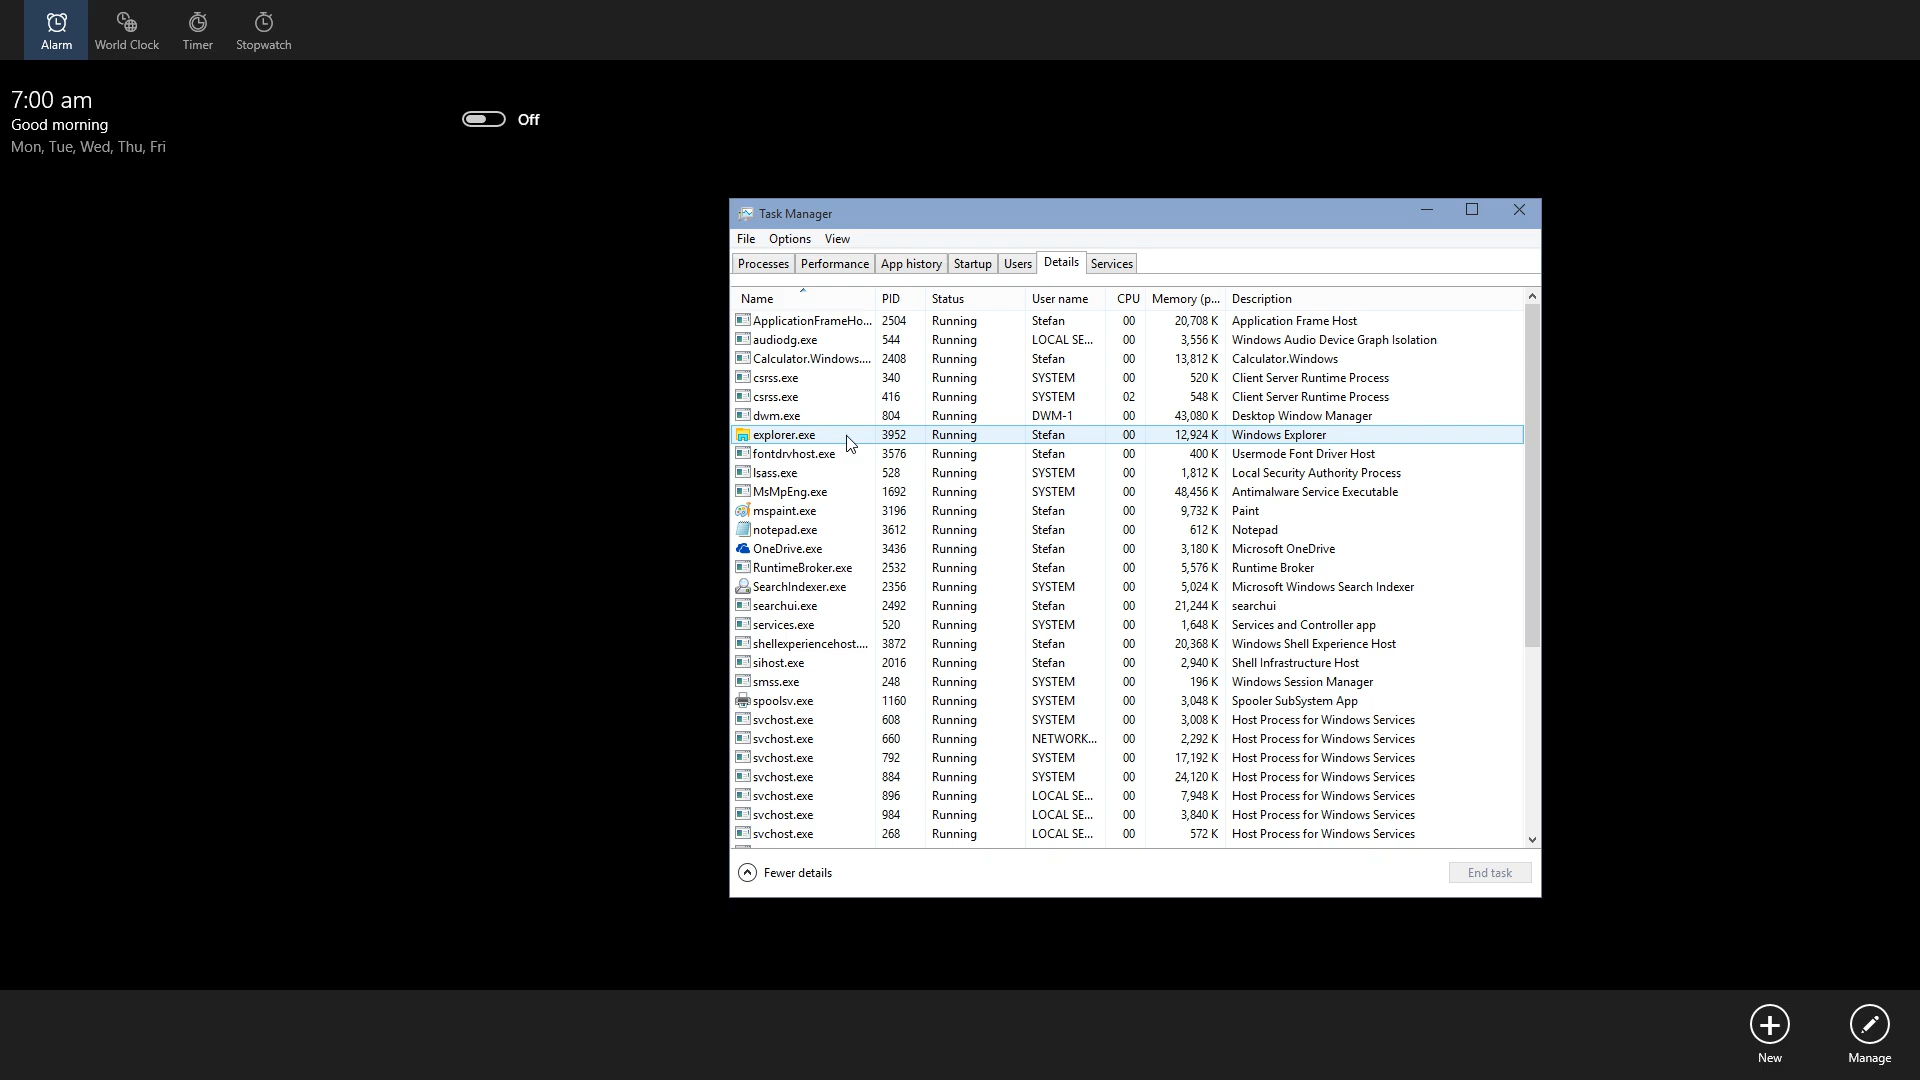 Alarm World Clock Timer Stopwatch
7:00 am
Good morning
Mon, Tue, Wed, Thu, Fri
Off
Task Manager
File Options View
Processes Performance App history Startup Users Details Services
Name PID Status User name CPU Memory (p... Description
ApplicationFrameHo... 2504 Running Stefan 00 20,708 K Application Frame Host
audiodg.exe 544 Running LOCAL SE... 00 3,556 K Windows Audio Device Graph Isolation
Calculator.Windows.... 2408 Running Stefan 00 13,812 K Calculator.Windows
csrss.exe 340 Running SYSTEM 00 520 K Client Server Runtime Process
csrss.exe 416 Running SYSTEM 02 548 K Client Server Runtime Process
dwm.exe 804 Running DWM-1 00 43,080 K Desktop Window Manager
explorer.exe 3952 Running Stefan 00 12,924 K Windows Explorer
fontdrvhost.exe 3576 Running Stefan 00 400 K Usermode Font Driver Host
lsass.exe 528 Running SYSTEM 00 1,812 K Local Security Authority Process
MsMpEng.exe 1692 Running SYSTEM 00 48,456 K Antimalware Service Executable
mspaint.exe 3196 Running Stefan 00 9,732 K Paint
notepad.exe 3612 Running Stefan 00 612 K Notepad
OneDrive.exe 3436 Running Stefan 00 3,180 K Microsoft OneDrive
RuntimeBroker.exe 2532 Running Stefan 00 5,576 K Runtime Broker
SearchIndexer.exe 2356 Running SYSTEM 00 5,024 K Microsoft Windows Search Indexer
searchui.exe 2492 Running Stefan 00 21,244 K searchui
services.exe 520 Running SYSTEM 00 1,648 K Services and Controller app
shellexperiencehost.... 3872 Running Stefan 00 20,368 K Windows Shell Experience Host
sihost.exe 2016 Running Stefan 00 2,940 K Shell Infrastructure Host
smss.exe 248 Running SYSTEM 00 196 K Windows Session Manager
spoolsv.exe 1160 Running SYSTEM 00 3,048 K Spooler SubSystem App
svchost.exe 608 Running SYSTEM 00 3,008 K Host Process for Windows Services
svchost.exe 660 Running NETWORK... 00 2,292 K Host Process for Windows Services
svchost.exe 792 Running SYSTEM 00 17,192 K Host Process for Windows Services
svchost.exe 884 Running SYSTEM 00 24,120 K Host Process for Windows Services
svchost.exe 896 Running LOCAL SE... 00 7,948 K Host Process for Windows Services
svchost.exe 984 Running LOCAL SE... 00 3,840 K Host Process for Windows Services
svchost.exe 268 Running LOCAL SE... 00 572 K Host Process for Windows Services
Fewer details End task
New Manage